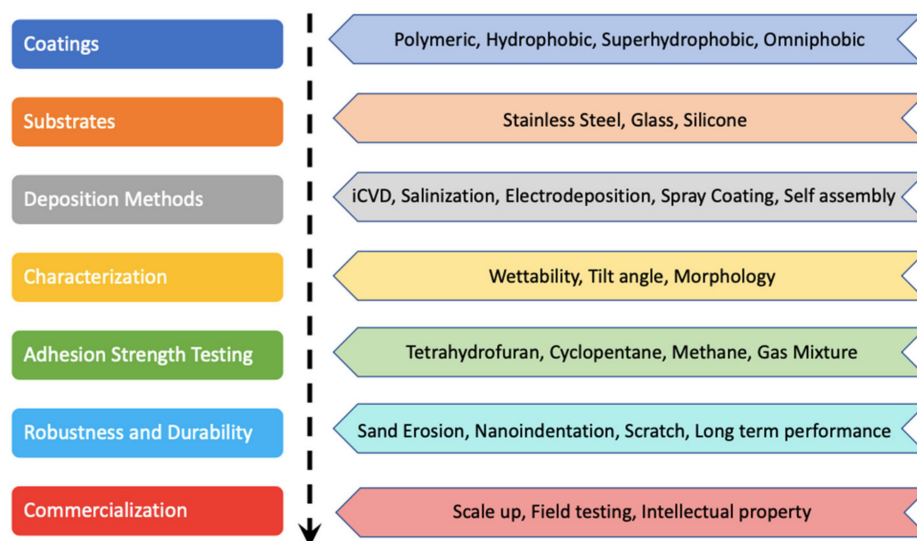 Coatings
Polymeric, Hydrophobic, Superhydrophobic, Omniphobic
Substrates
Stainless Steel, Glass, Silicone
Deposition Methods
iCVD, Salinization, Electrodeposition, Spray Coating, Self assembly
Characterization
Wettability, Tilt angle, Morphology
Adhesion Strength Testing
Tetrahydrofuran, Cyclopentane, Methane, Gas Mixture
Robustness and Durability
Sand Erosion, Nanoindentation, Scratch, Long term performance
Commercialization
Scale up, Field testing, Intellectual property